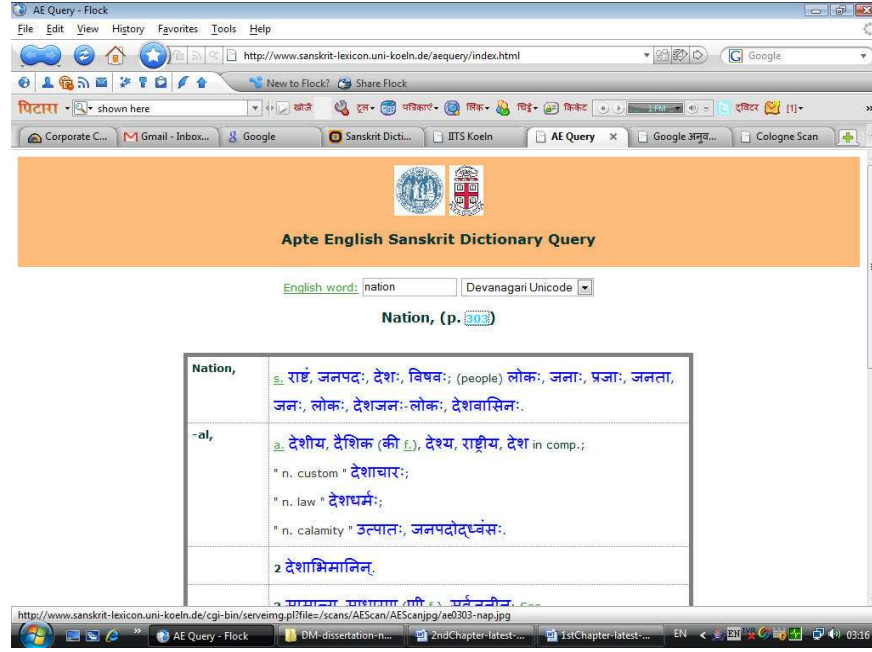 AE Query - Flock
File Edit View History Favorites Tools Help
http://www.sanskrit-lexicon.uni-koeln.de/aequery/index.html Google
New to Flock? Share Flock
पिटारा shown here खोजें टूल- पत्रिकाएं- लिंक- चिट्ठे- क्रिकेट ट्विटर [1]-
Corporate C... Gmail - Inbox... Google Sanskrit Dicti... IITS Koeln AE Query Google अनुव... Cologne Scan
Apte English Sanskrit Dictionary Query
English word: nation Devanagari Unicode
Nation, (p. 303)
Nation, s. राष्टं, जनपदः, देशः, विषवः; (people) लोकः, जनाः, प्रजाः, जनता,
जनः, लोकः, देशजनः-लोकः, देशवासिनः.
-al, a. देशीय, दैशिक (की f.), देश्य, राष्ट्रीय, देश in comp.;
" n. custom " देशाचारः;
" n. law " देशधर्मः;
" n. calamity " उत्पातः, जनपदोद्ध्वंसः.
2 देशाभिमानिन्.
http://www.sanskrit-lexicon.uni-koeln.de/cgi-bin/serveimg.pl?file=/scans/AEScan/AEScanjpg/ae0303-nap.jpg
AE Query - Flock DM-dissertation-n... 2ndChapter-latest-... 1stChapter-latest-... EN 03:16